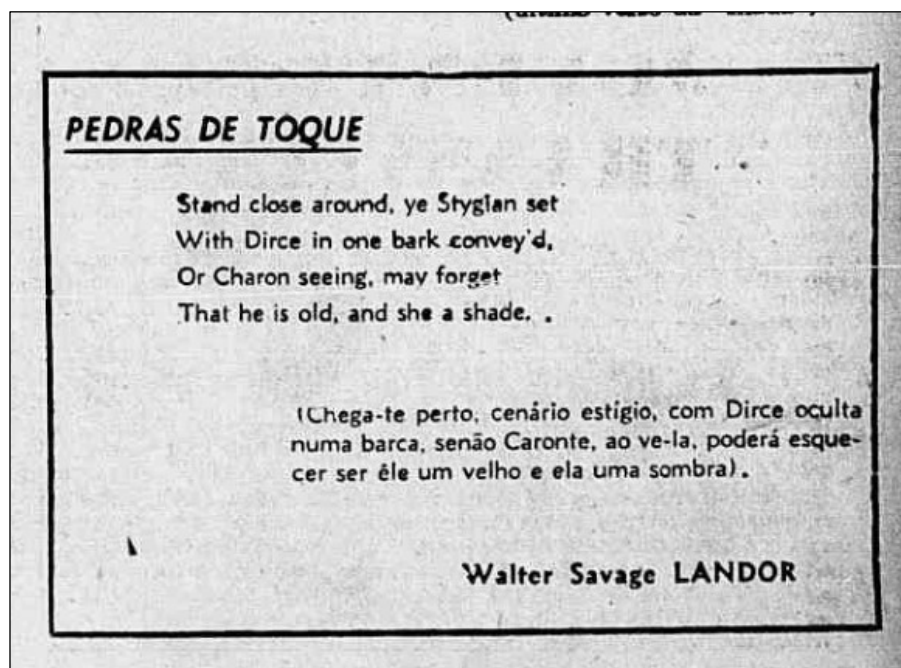 PEDRAS DE TOQUE
Stand close around, ye Stygian set
With Dirce in one bark convey'd,
Or Charon seeing, may forget
That he is old, and she a shade. .
(Chega-te perto, cenário estígio, com Dirce oculta
numa barca, senão Caronte, ao ve-la, poderá esque-
cer ser éle um velho e ela uma sombra).
Walter Savage LANDOR